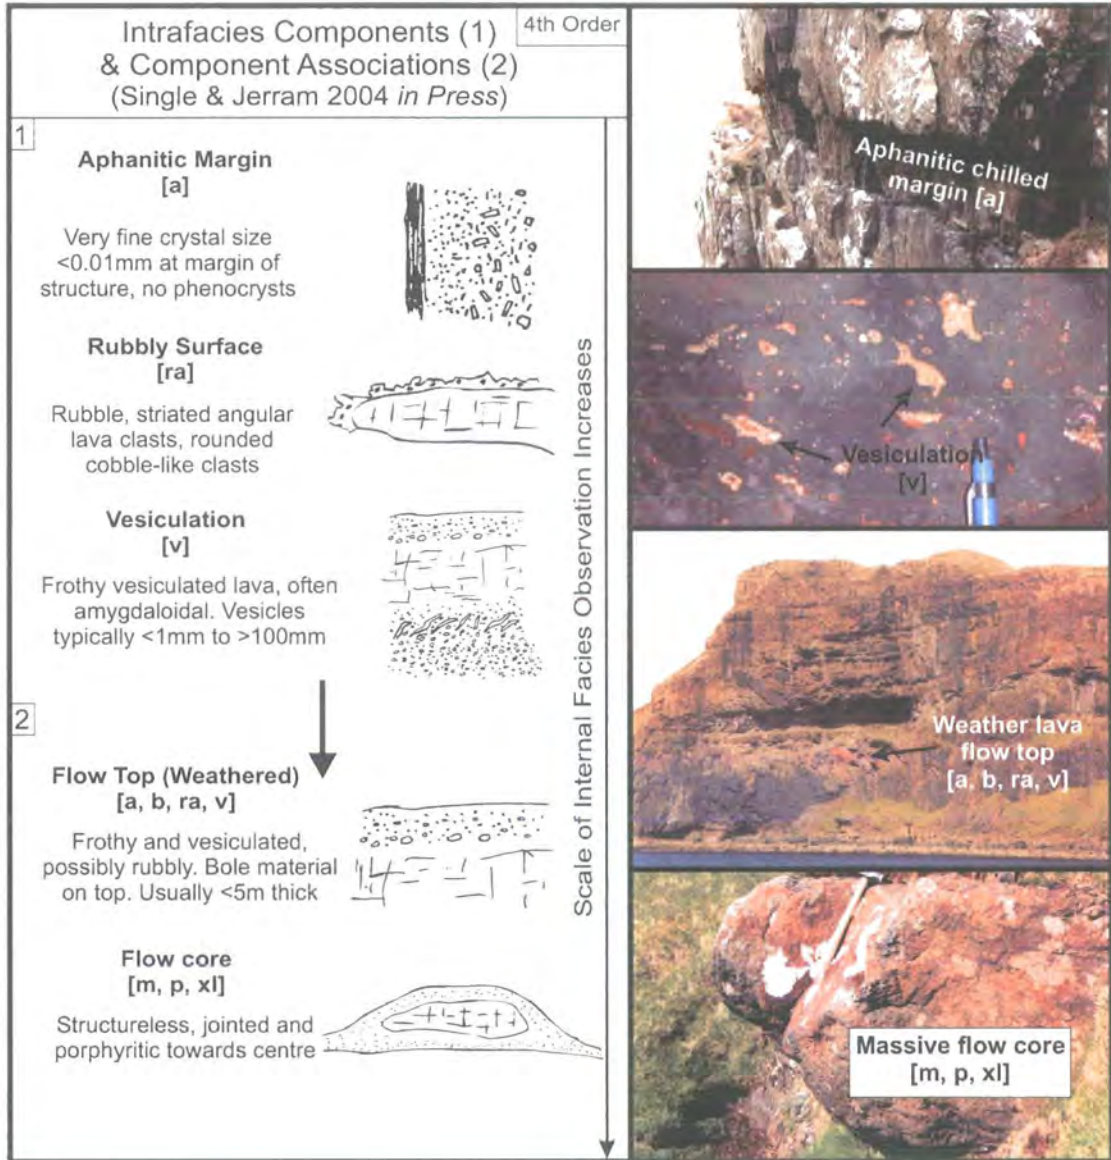 Intrafacies Components (1)
& Component Associations (2)
(Single & Jerram 2004 in Press)
4th Order
1
Aphanitic Margin
[a]
Very fine crystal size
<0.01mm at margin of
structure, no phenocrysts
Rubbly Surface
[ra]
Rubble, striated angular
lava clasts, rounded
cobble-like clasts
Vesiculation
[v]
Frothy vesiculated lava, often
amygdaloidal. Vesicles
typically <1mm to >100mm
2
Flow Top (Weathered)
[a, b, ra, v]
Frothy and vesiculated,
possibly rubbly. Bole material
on top. Usually <5m thick
Flow core
[m, p, xl]
Structureless, jointed and
porphyritic towards centre
Scale of Internal Facies Observation Increases
Aphanitic chilled
margin [a]
Vesiculation
[v]
Weather lava
flow top
[a, b, ra, v]
Massive flow core
[m, p, xl]